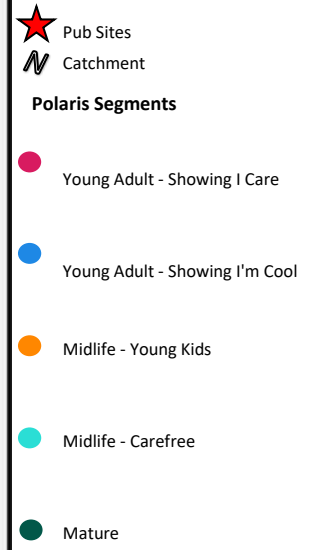 Pub Sites
Catchment
Polaris Segments
Young Adult - Showing I Care
Young Adult - Showing I'm Cool
Midlife - Young Kids
Midlife - Carefree
Mature